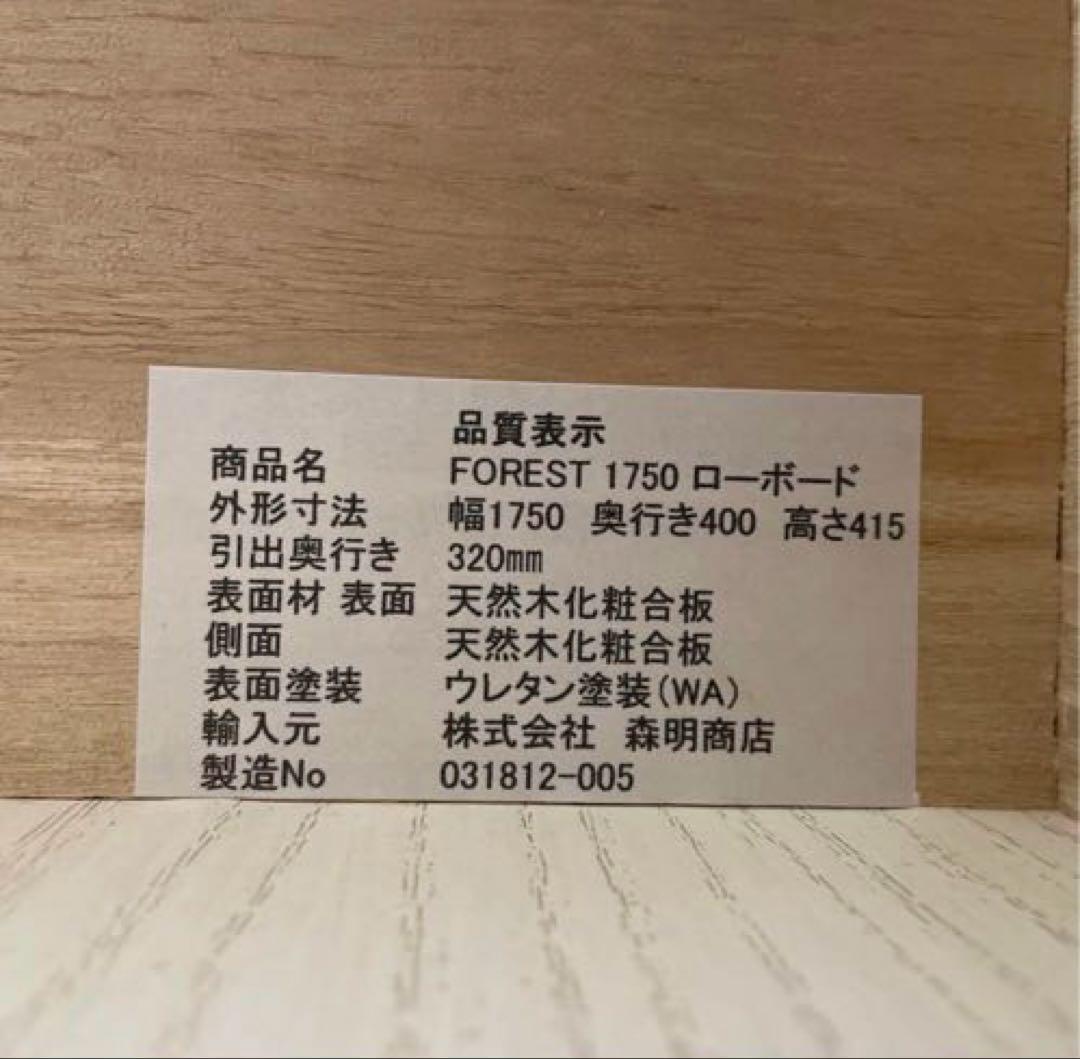 品質表示
商品名 FOREST 1750 ローボード
外形寸法 幅1750 奥行き400 高さ415
引出奥行き 320㎜
表面材 表面 天然木化粧合板
側面 天然木化粧合板
表面塗装 ウレタン塗装(WA)
輸入元 株式会社 森明商店
製造No 031812-005